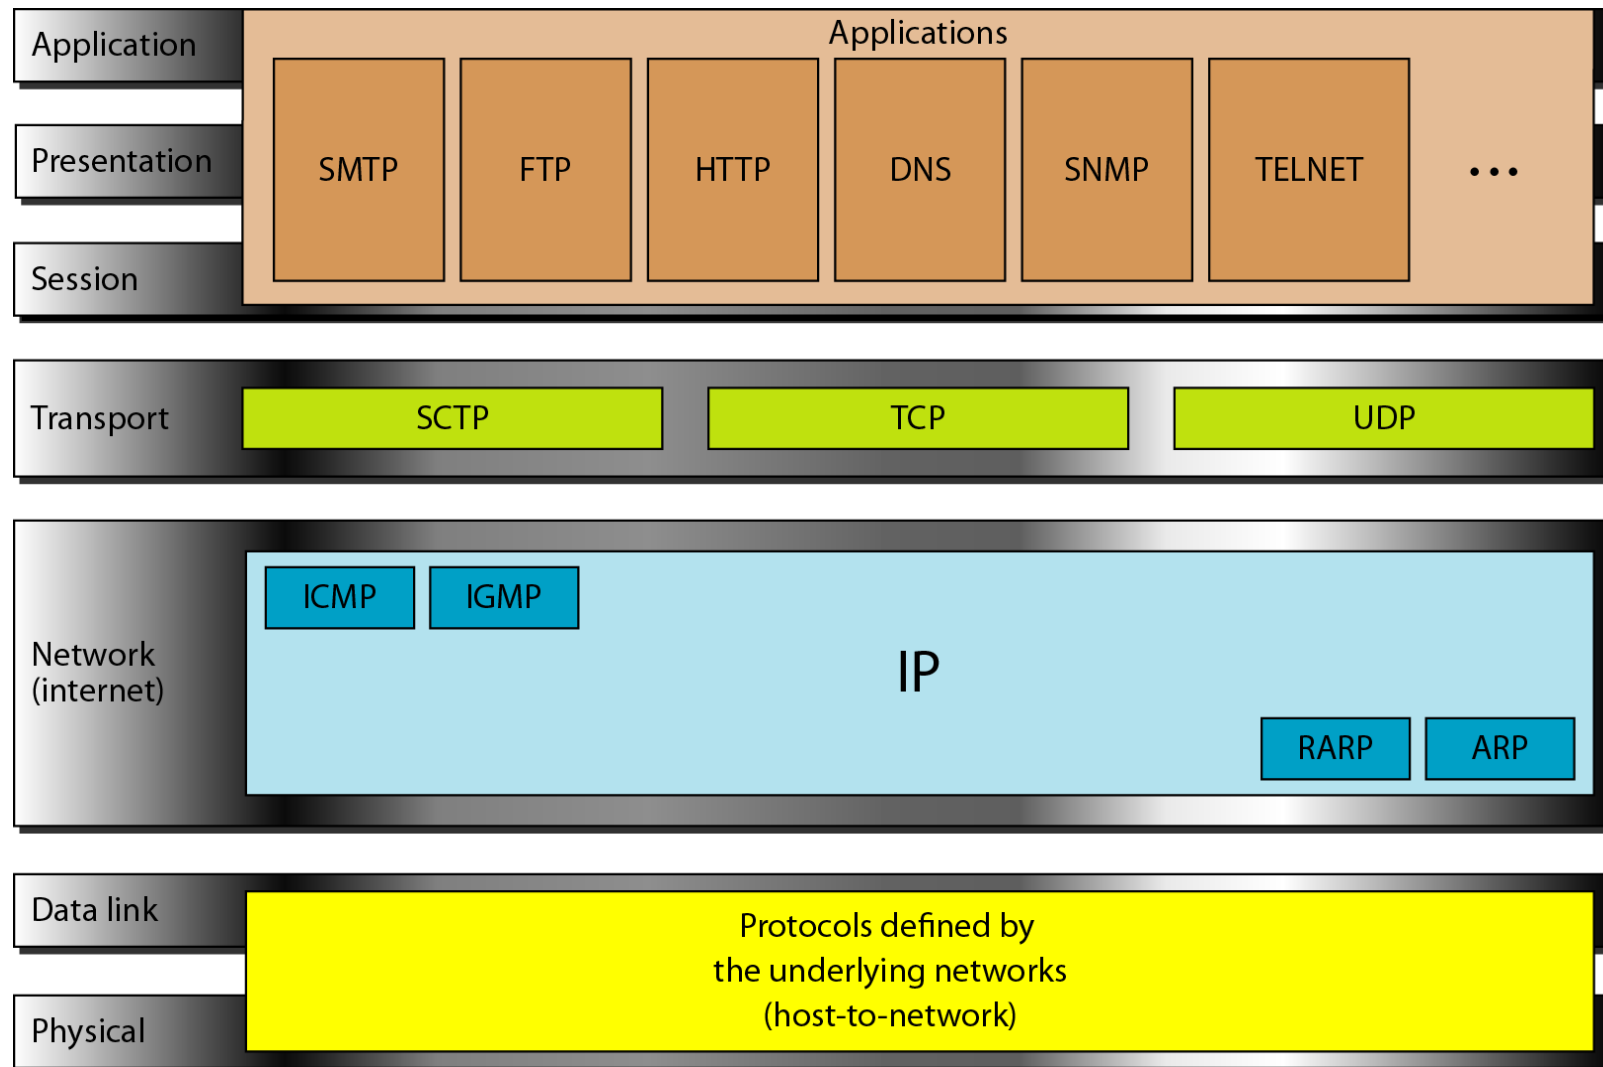 Application
Applications
Presentation
SMTP
FTP
HTTP
DNS
SNMP
TELNET
...
Session
Transport
SCTP
TCP
UDP
ICMP
IGMP
Network
(internet)
IP
RARP
ARP
Data link
Protocols defined by
the underlying networks
(host-to-network)
Physical